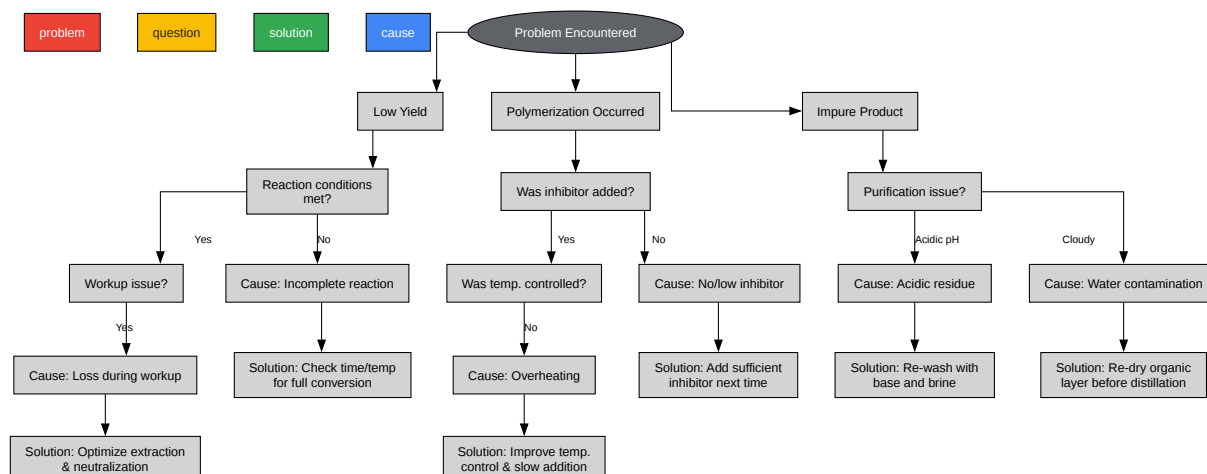 problem
question
solution
cause
Problem Encountered
Low Yield
Polymerization Occurred
Impure Product
Reaction conditions
met?
Was inhibitor added?
Purification issue?
Yes
No
Yes
No
Acidic pH
Cloudy
Workup issue?
Cause: Incomplete reaction
Was temp. controlled?
Cause: No/low inhibitor
Cause: Acidic residue
Cause: Water contamination
Yes
No
Cause: Loss during workup
Solution: Check time/temp
for full conversion
Cause: Overheating
Solution: Add sufficient
inhibitor next time
Solution: Re-wash with
base and brine
Solution: Re-dry organic
layer before distillation
Solution: Optimize extraction
& neutralization
Solution: Improve temp.
control & slow addition